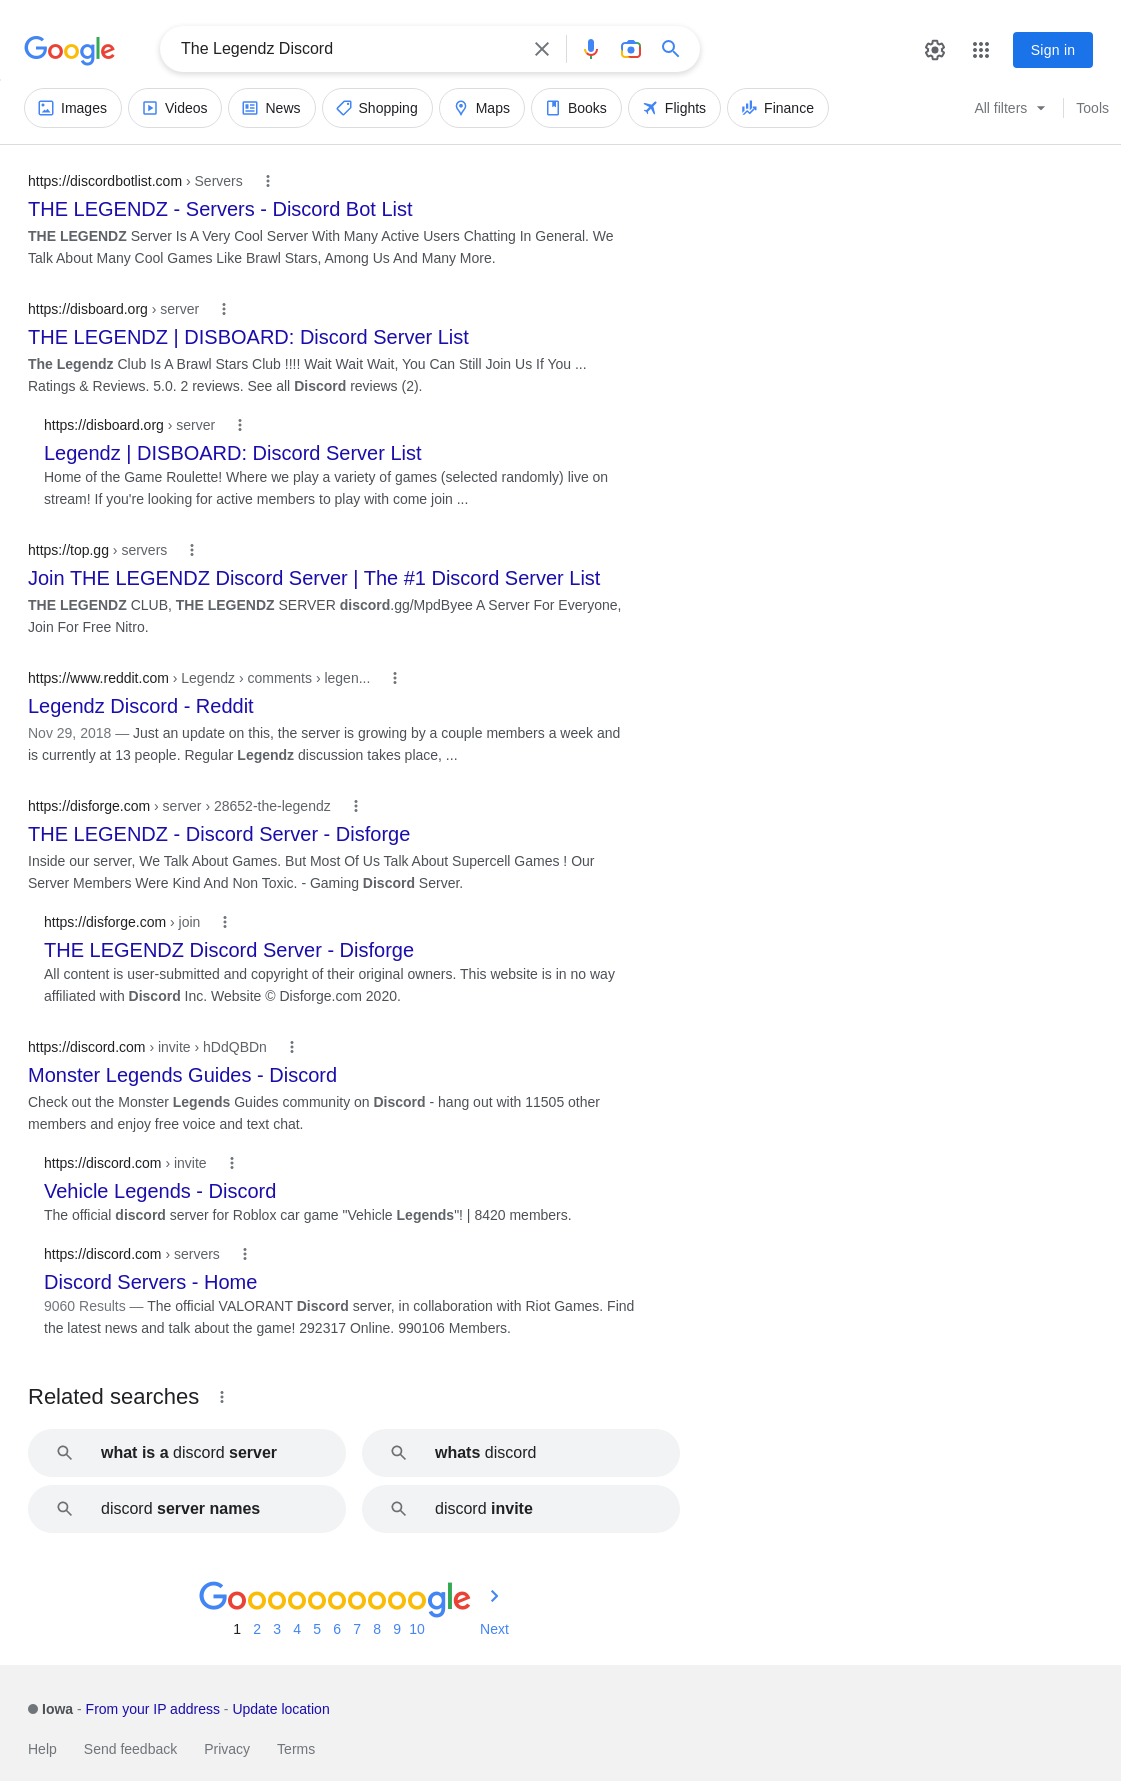 Google
The Legendz Discord
Sign in
Images Videos News Shopping Maps Books Flights Finance All filters Tools
https://discordbotlist.com › Servers
THE LEGENDZ - Servers - Discord Bot List
THE LEGENDZ Server Is A Very Cool Server With Many Active Users Chatting In General. We
Talk About Many Cool Games Like Brawl Stars, Among Us And Many More.
https://disboard.org › server
THE LEGENDZ | DISBOARD: Discord Server List
The Legendz Club Is A Brawl Stars Club !!!! Wait Wait Wait, You Can Still Join Us If You ...
Ratings & Reviews. 5.0. 2 reviews. See all Discord reviews (2).
https://disboard.org › server
Legendz | DISBOARD: Discord Server List
Home of the Game Roulette! Where we play a variety of games (selected randomly) live on
stream! If you're looking for active members to play with come join ...
https://top.gg › servers
Join THE LEGENDZ Discord Server | The #1 Discord Server List
THE LEGENDZ CLUB, THE LEGENDZ SERVER discord.gg/MpdByee A Server For Everyone,
Join For Free Nitro.
https://www.reddit.com › Legendz › comments › legen...
Legendz Discord - Reddit
Nov 29, 2018 — Just an update on this, the server is growing by a couple members a week and
is currently at 13 people. Regular Legendz discussion takes place, ...
https://disforge.com › server › 28652-the-legendz
THE LEGENDZ - Discord Server - Disforge
Inside our server, We Talk About Games. But Most Of Us Talk About Supercell Games ! Our
Server Members Were Kind And Non Toxic. - Gaming Discord Server.
https://disforge.com › join
THE LEGENDZ Discord Server - Disforge
All content is user-submitted and copyright of their original owners. This website is in no way
affiliated with Discord Inc. Website © Disforge.com 2020.
https://discord.com › invite › hDdQBDn
Monster Legends Guides - Discord
Check out the Monster Legends Guides community on Discord - hang out with 11505 other
members and enjoy free voice and text chat.
https://discord.com › invite
Vehicle Legends - Discord
The official discord server for Roblox car game "Vehicle Legends"! | 8420 members.
https://discord.com › servers
Discord Servers - Home
9060 Results — The official VALORANT Discord server, in collaboration with Riot Games. Find
the latest news and talk about the game! 292317 Online. 990106 Members.
Related searches
what is a discord server whats discord
discord server names discord invite
Goooooooooogle
1 2 3 4 5 6 7 8 9 10 Next
Iowa - From your IP address - Update location
Help Send feedback Privacy Terms